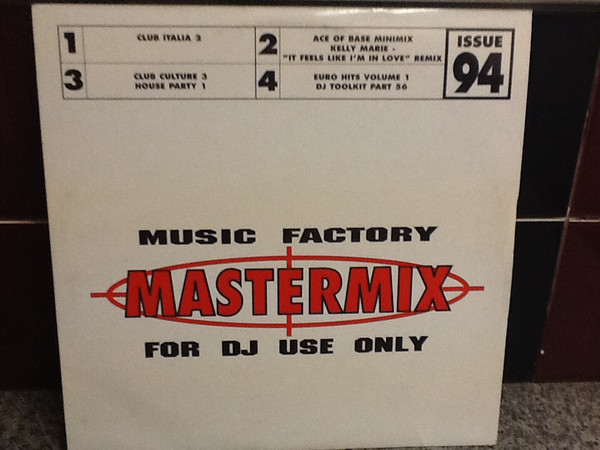 1
CLUB ITALIA 2
2
ACE OF BASE MINIMIX
KELLY MARIE -
"IT FEELS LIKE I'M IN LOVE" REMIX
3
CLUB CULTURE 3
HOUSE PARTY 1
4
EURO HITS VOLUME 1
DJ TOOLKIT PART 56
ISSUE
94
MUSIC FACTORY
MASTERMIX
FOR DJ USE ONLY